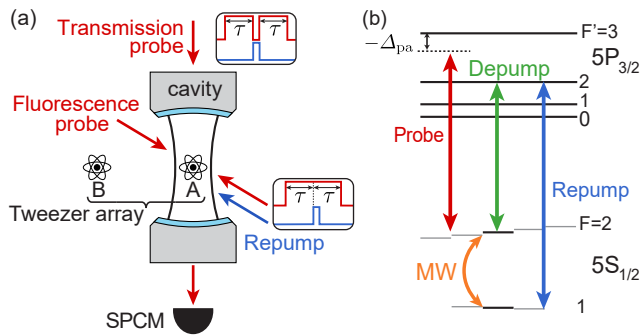 (a)
Transmission
probe
τ τ
cavity
Fluorescence
probe
B
A
Tweezer array
τ τ
Repump
SPCM
(b)
F'=3
−Δpa
5P3/2
Depump
2
1
0
Probe
Repump
F=2
MW
5S1/2
1